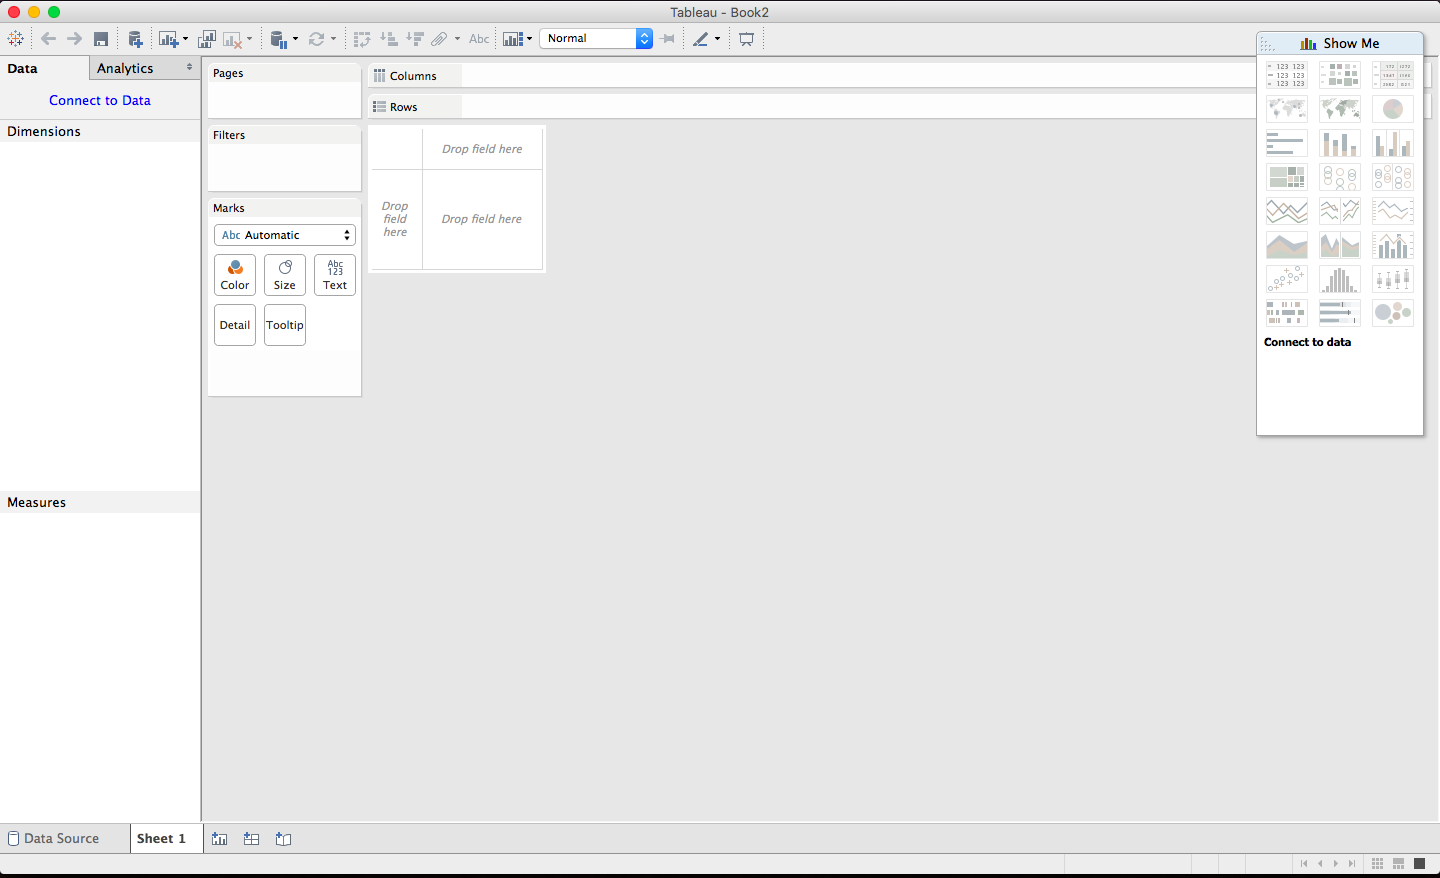 Tableau - Book2
Abc
Normal
Show Me
Data
Analytics
Connect to Data
Dimensions
Measures
Pages
Filters
Marks
Abc Automatic
Color
Size
Abc
123
Text
Detail
Tooltip
Columns
Rows
Drop field here
Drop
field
here
Drop field here
123 123
123 123
123 123
Connect to data
Data Source
Sheet 1